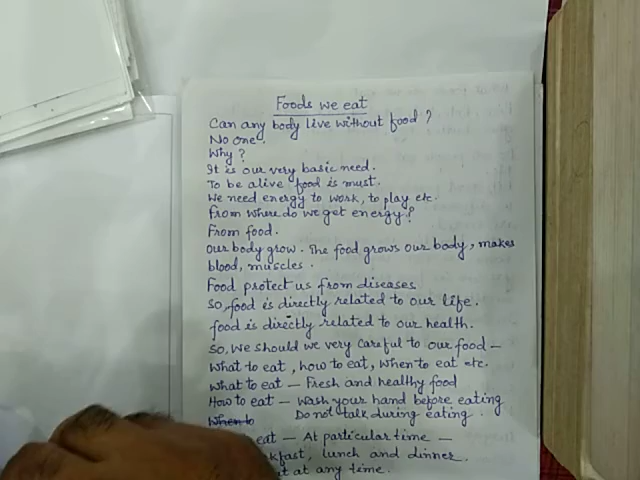 Foods we eat
Can any body live without food?
No one.
Why?
It is our very basic need.
To be alive food is must.
We need energy to work, to play etc.
From where do we get energy?
From food.
Our body grow. The food grows our body, makes
blood, muscles.
Food protect us from diseases
So, food is directly related to our life.
food is directly related to our health.
So, we should we very careful to our food -
What to eat, how to eat, when to eat etc.
What to eat - Fresh and healthy food
How to eat - Wash your hand before eating
When to Do not talk during eating.
eat - At particular time -
kfast, lunch and dinner.
at any time.